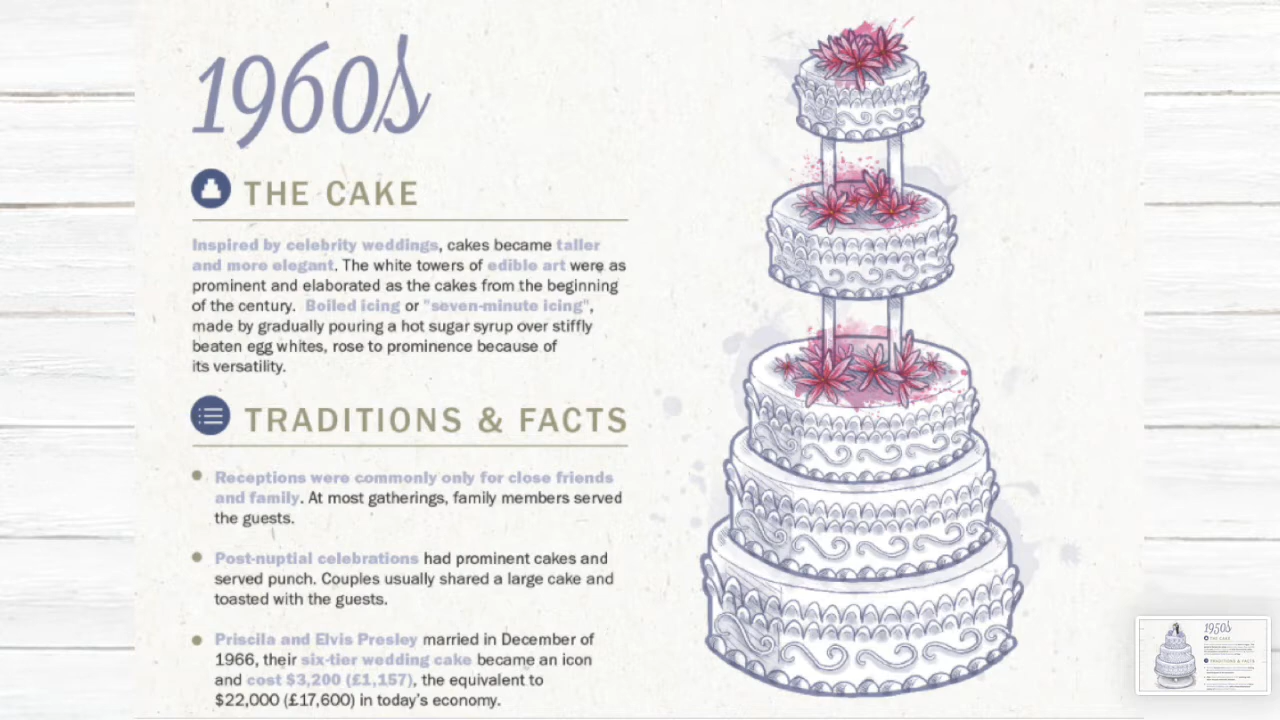 1960s
THE CAKE
Inspired by celebrity weddings, cakes became taller
and more elegant. The white towers of edible art were as
prominent and elaborated as the cakes from the beginning
of the century. Boiled icing or "seven-minute icing",
made by gradually pouring a hot sugar syrup over stiffly
beaten egg whites, rose to prominence because of
its versatility.
TRADITIONS & FACTS
Receptions were commonly only for close friends
and family. At most gatherings, family members served
the guests.
Post-nuptial celebrations had prominent cakes and
served punch. Couples usually shared a large cake and
toasted with the guests.
Priscila and Elvis Presley married in December of
1966, their six-tier wedding cake became an icon
and cost $3,200 (£1,157), the equivalent to
$22,000 (£17,600) in today's economy.
1950s
THE CAKE
TRADITIONS & FACTS